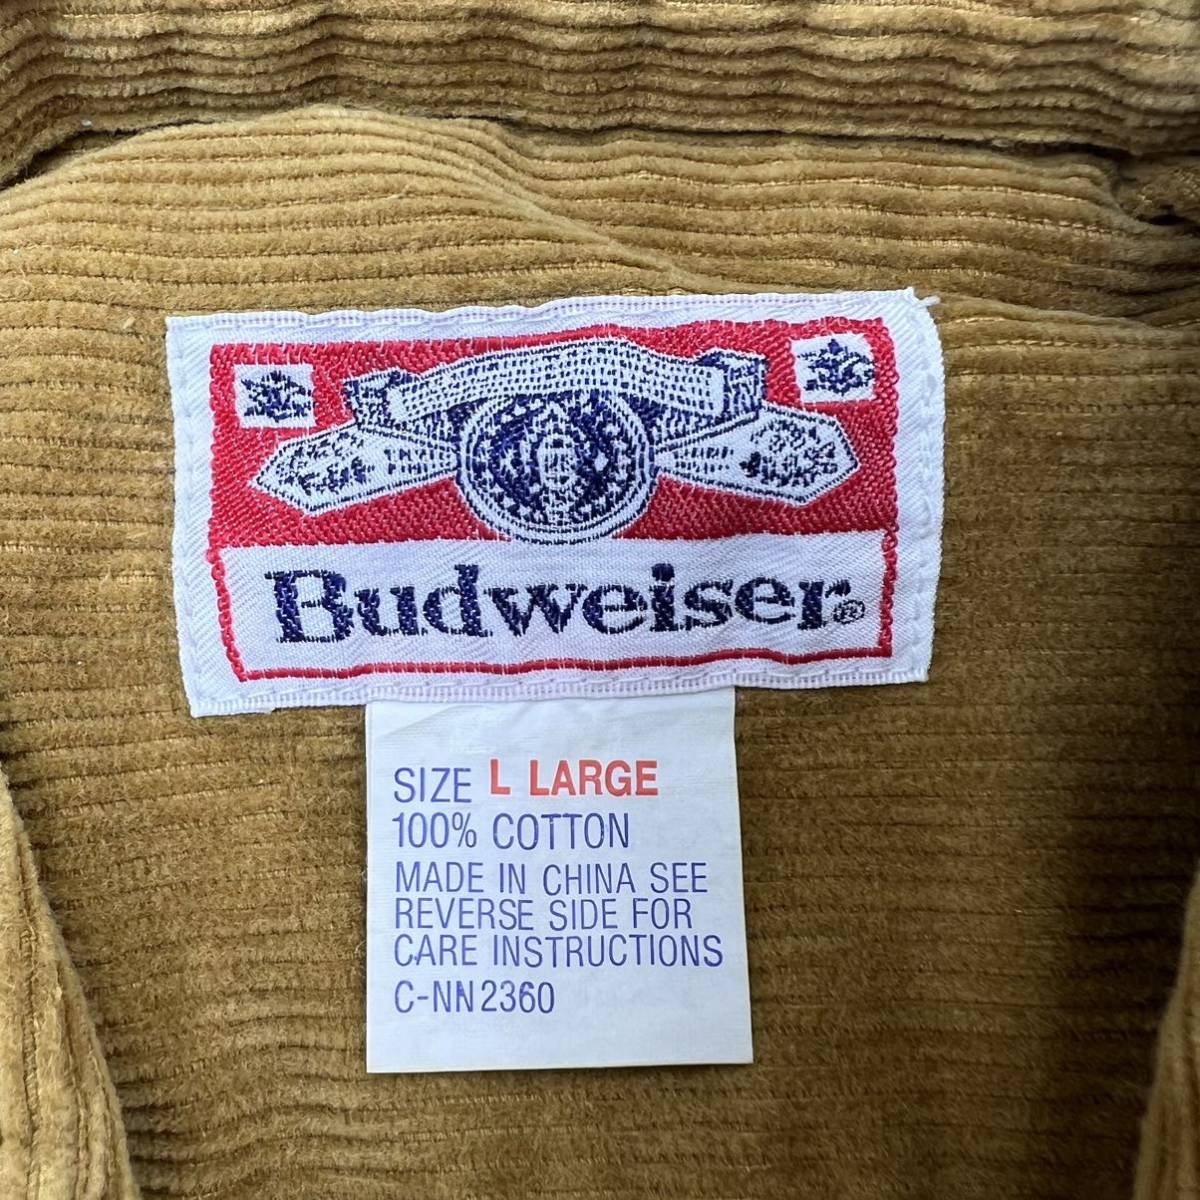 Budweiser®
SIZE L LARGE
100% COTTON
MADE IN CHINA SEE
REVERSE SIDE FOR
CARE INSTRUCTIONS
C-NN2360